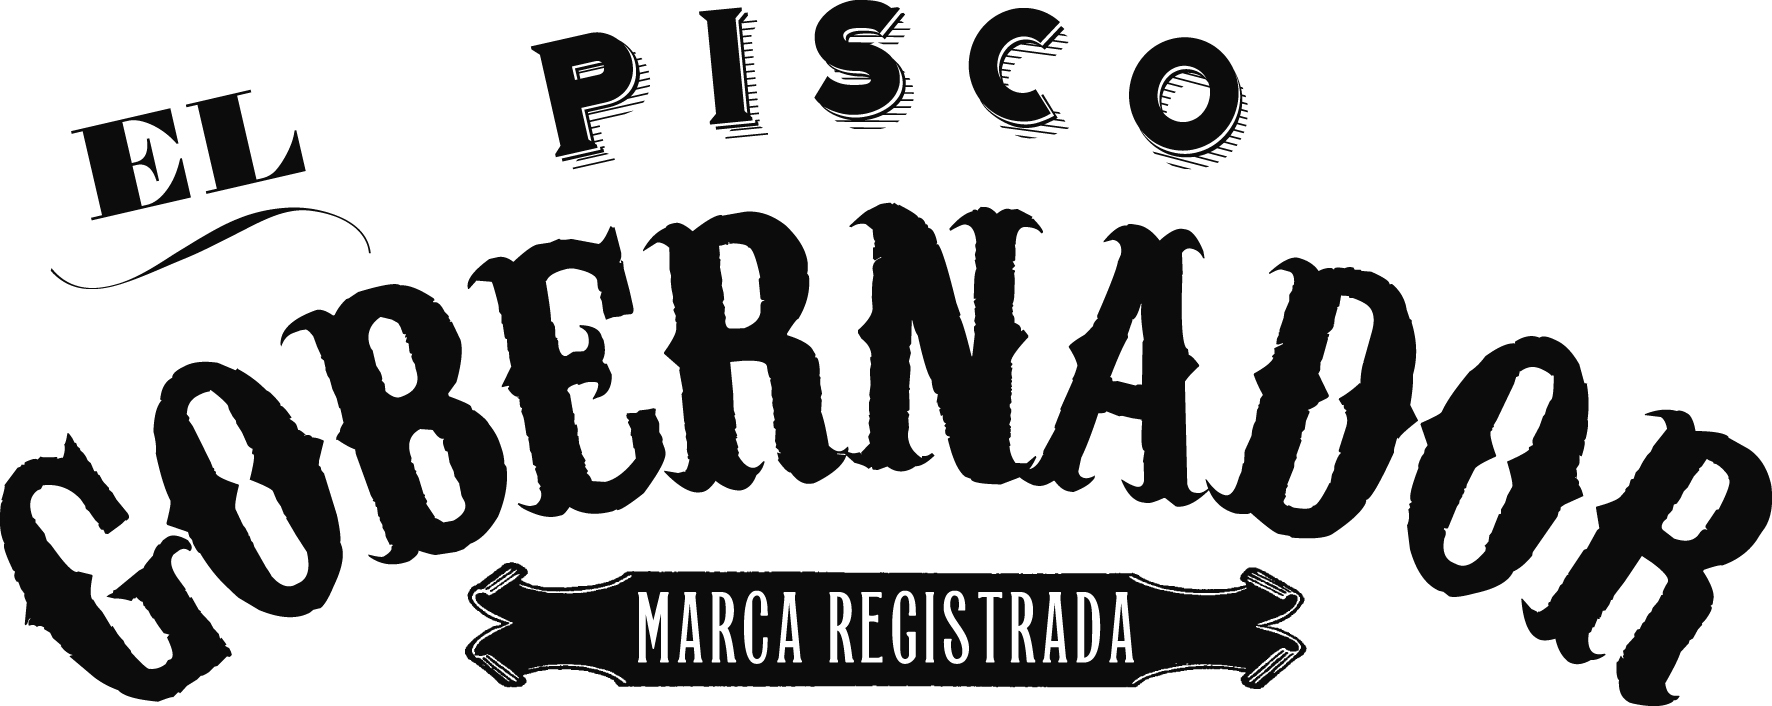 PISCO
EL
GOBERNADOR
MARCA REGISTRADA